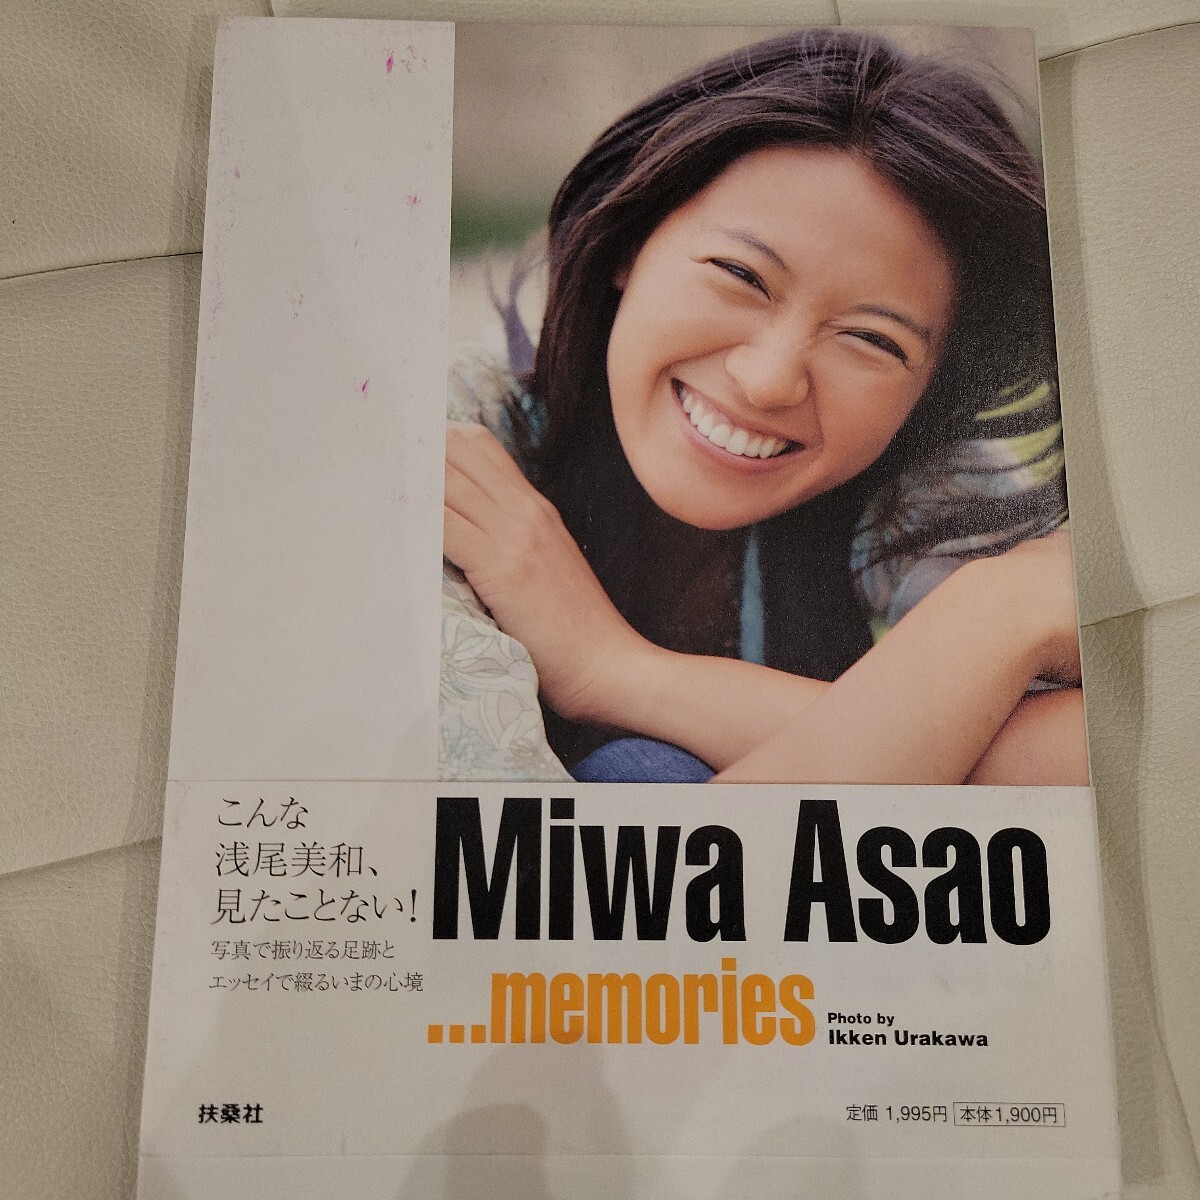 こんな
浅尾美和、
見たことない！
写真で振り返る足跡と
エッセイで綴るいまの心境
Miwa Asao
...memories
Photo by
Ikken Urakawa
扶桑社
定価 1,995円 本体1,900円